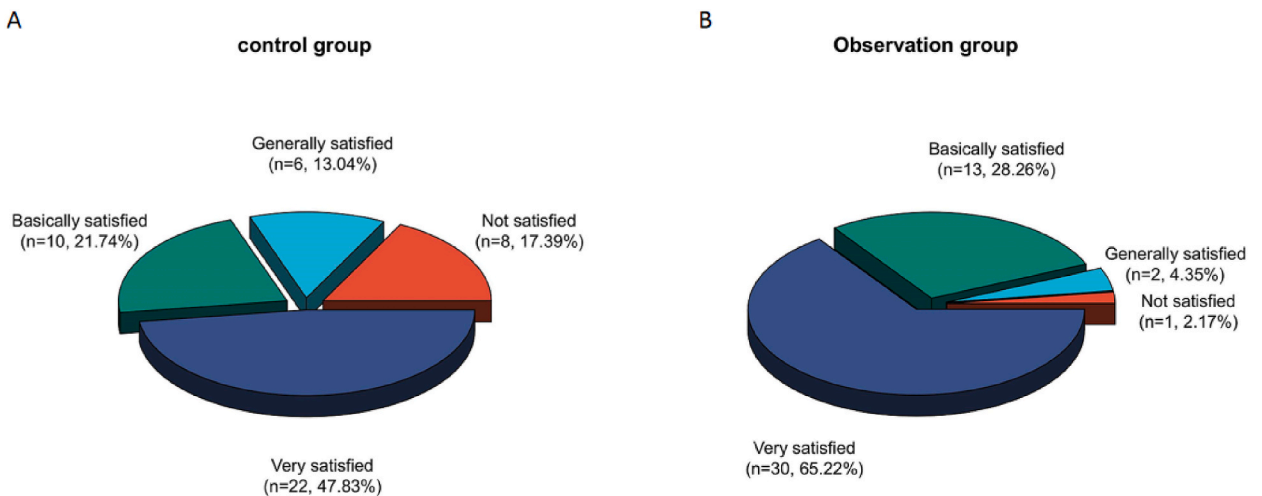 A
control group
Generally satisfied
(n=6, 13.04%)
Basically satisfied
(n=10, 21.74%)
Not satisfied
(n=8, 17.39%)
Very satisfied
(n=22, 47.83%)
B
Observation group
Basically satisfied
(n=13, 28.26%)
Generally satisfied
(n=2, 4.35%)
Not satisfied
(n=1, 2.17%)
Very satisfied
(n=30, 65.22%)